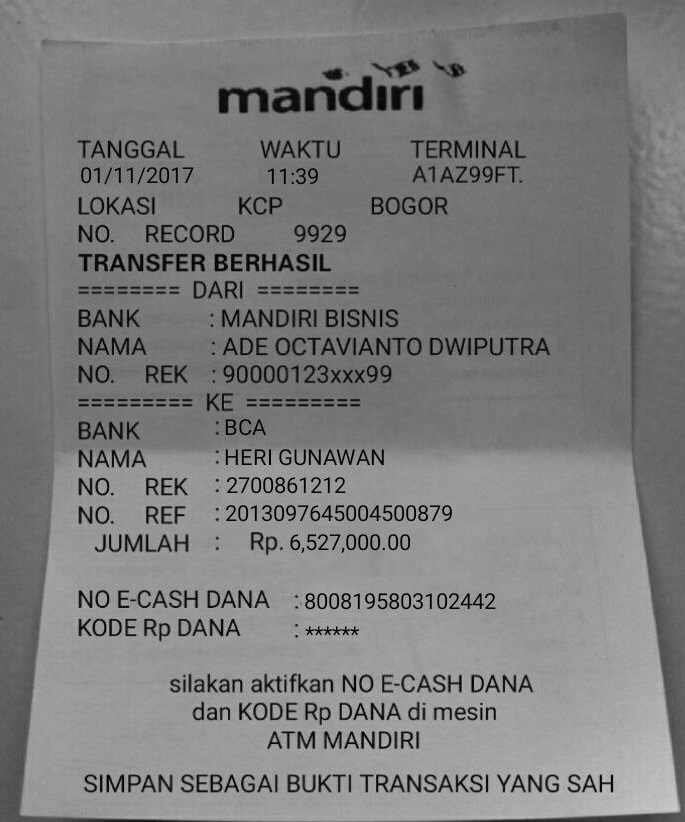 mandiri
TANGGAL WAKTU TERMINAL
01/11/2017 11:39 A1AZ99FT.
LOKASI KCP BOGOR
NO. RECORD 9929
TRANSFER BERHASIL
======== DARI ========
BANK : MANDIRI BISNIS
NAMA : ADE OCTAVIANTO DWIPUTRA
NO. REK : 90000123xxx99
========= KE =========
BANK : BCA
NAMA : HERI GUNAWAN
NO. REK : 2700861212
NO. REF : 2013097645004500879
JUMLAH : Rp. 6,527,000.00
NO E-CASH DANA : 8008195803102442
KODE Rp DANA : ******
silakan aktifkan NO E-CASH DANA
dan KODE Rp DANA di mesin
ATM MANDIRI
SIMPAN SEBAGAI BUKTI TRANSAKSI YANG SAH